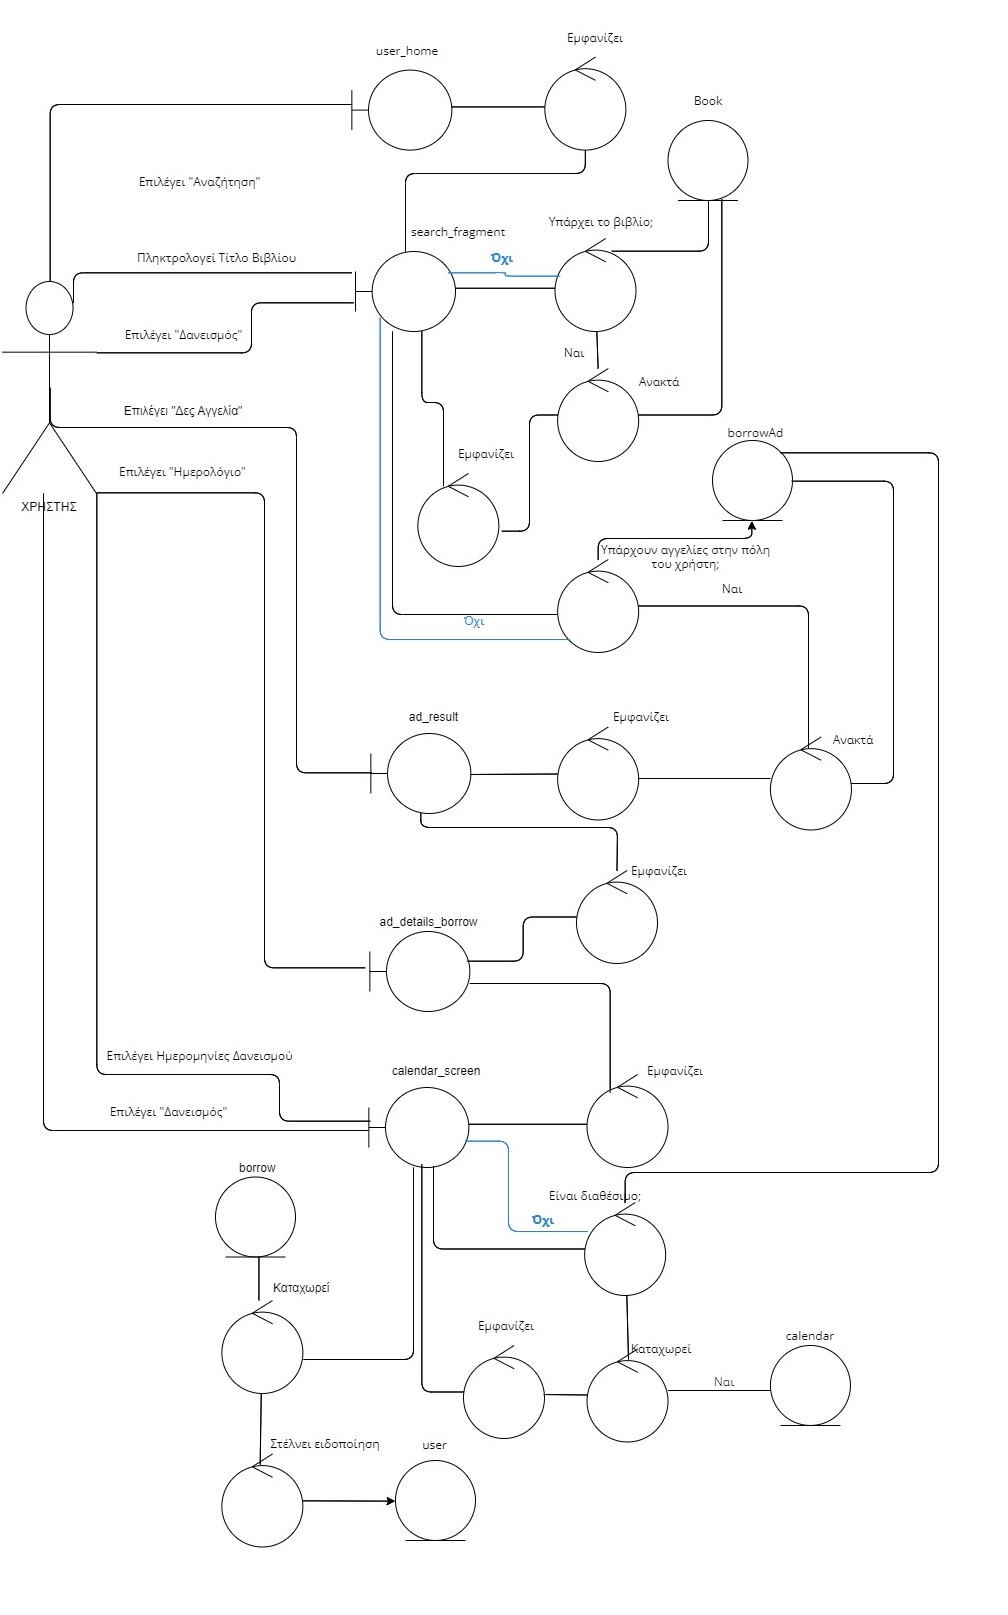 Εμφανίζει
user_home
Book
Επιλέγει "Αναζήτηση"
Υπάρχει το βιβλίο;
search_fragment
Πληκτρολογεί Τίτλο Βιβλίου
Όχι
Επιλέγει "Δανεισμός"
Ναι
Ανακτά
Επιλέγει "Δες Αγγελία"
borrowAd
Εμφανίζει
Επιλέγει "Ημερολόγιο"
ΧΡΗΣΤΗΣ
Υπάρχουν αγγελίες στην πόλη
του χρήστη;
Ναι
Όχι
ad_result
Εμφανίζει
Ανακτά
Εμφανίζει
ad_details_borrow
Επιλέγει Ημερομηνίες Δανεισμού
calendar_screen
Εμφανίζει
Επιλέγει "Δανεισμός"
borrow
Είναι διαθέσιμο;
Όχι
Καταχωρεί
Εμφανίζει
calendar
Καταχωρεί
Ναι
Στέλνει ειδοποίηση
user